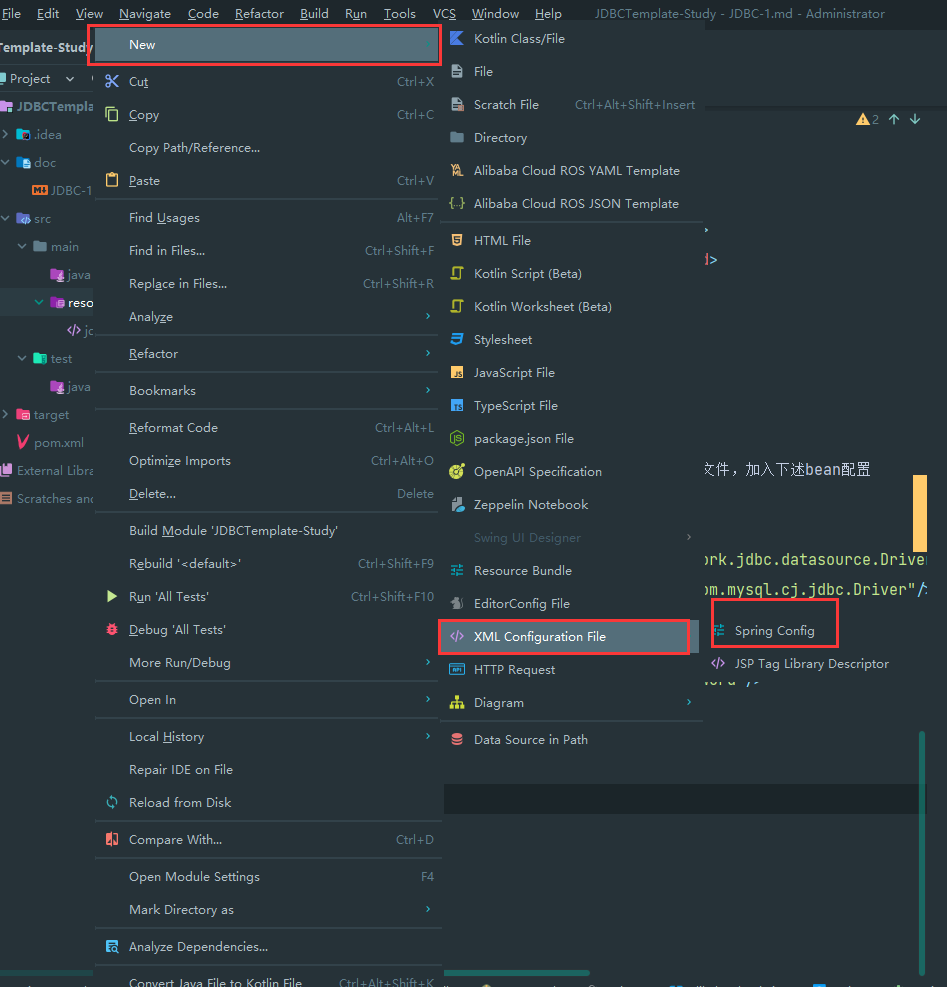 File Edit View Navigate Code Refactor Build Run Tools VCS Window Help JDBCTemplate-Study - JDBC-1.md - Administrator
Template-Study
Project
JDBCTempla
.idea
doc
JDBC-1
src
main
java
reso
test
java
target
pom.xml
External Libra
Scratches and
New
Cut Ctrl+X
Copy Ctrl+C
Copy Path/Reference...
Paste Ctrl+V
Find Usages Alt+F7
Find in Files... Ctrl+Shift+F
Replace in Files... Ctrl+Shift+R
Analyze
Refactor
Bookmarks
Reformat Code Ctrl+Alt+L
Optimize Imports Ctrl+Alt+O
Delete... Delete
Build Module 'JDBCTemplate-Study'
Rebuild '<default>' Ctrl+Shift+F9
Run 'All Tests' Ctrl+Shift+F10
Debug 'All Tests'
More Run/Debug
Open In
Local History
Repair IDE on File
Reload from Disk
Compare With... Ctrl+D
Open Module Settings F4
Mark Directory as
Analyze Dependencies...
Convert Java File to Kotlin File Ctrl+Alt+Shift+K
Kotlin Class/File
File
Scratch File Ctrl+Alt+Shift+Insert
Directory
Alibaba Cloud ROS YAML Template
Alibaba Cloud ROS JSON Template
HTML File
Kotlin Script (Beta)
Kotlin Worksheet (Beta)
Stylesheet
JavaScript File
TypeScript File
package.json File
OpenAPI Specification
Zeppelin Notebook
Swing UI Designer
Resource Bundle
EditorConfig File
XML Configuration File
HTTP Request
Diagram
Data Source in Path
Spring Config
JSP Tag Library Descriptor
2
d>
文件，加入下述bean配置
ork.jdbc.datasource.Drive
om.mysql.cj.jdbc.Driver"/